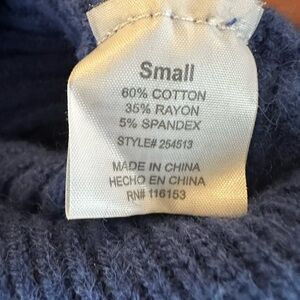 Small
60% COTTON
35% RAYON
5% SPANDEX
STYLE# 254513
MADE IN CHINA
HECHO EN CHINA
RN# 116153